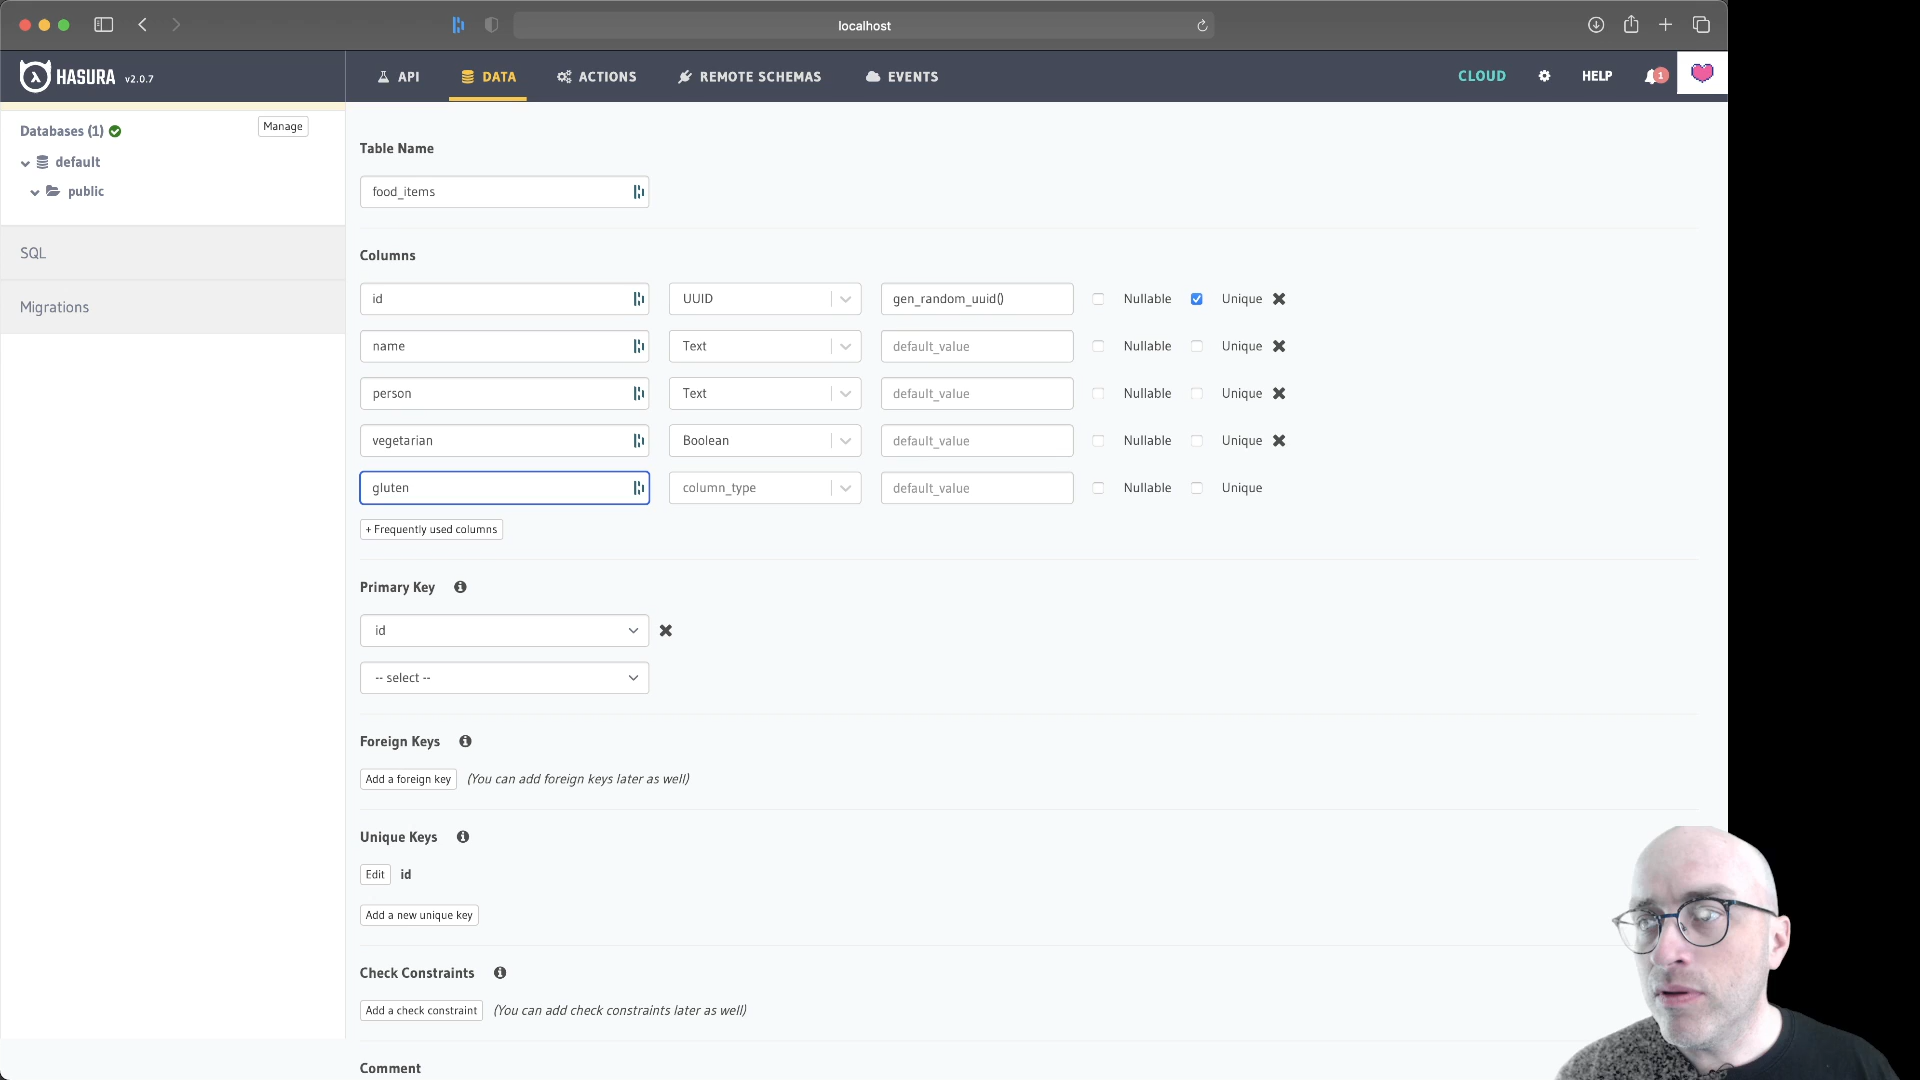 localhost
HASURA v2.0.7
API
DATA
ACTIONS
REMOTE SCHEMAS
EVENTS
CLOUD
HELP
1
Databases (1)
Manage
default
public
SQL
Migrations
Table Name
food_items
Columns
id UUID gen_random_uuid() Nullable Unique
name Text default_value Nullable Unique
person Text default_value Nullable Unique
vegetarian Boolean default_value Nullable Unique
gluten column_type default_value Nullable Unique
+ Frequently used columns
Primary Key
id
-- select --
Foreign Keys
Add a foreign key (You can add foreign keys later as well)
Unique Keys
Edit id
Add a new unique key
Check Constraints
Add a check constraint (You can add check constraints later as well)
Comment